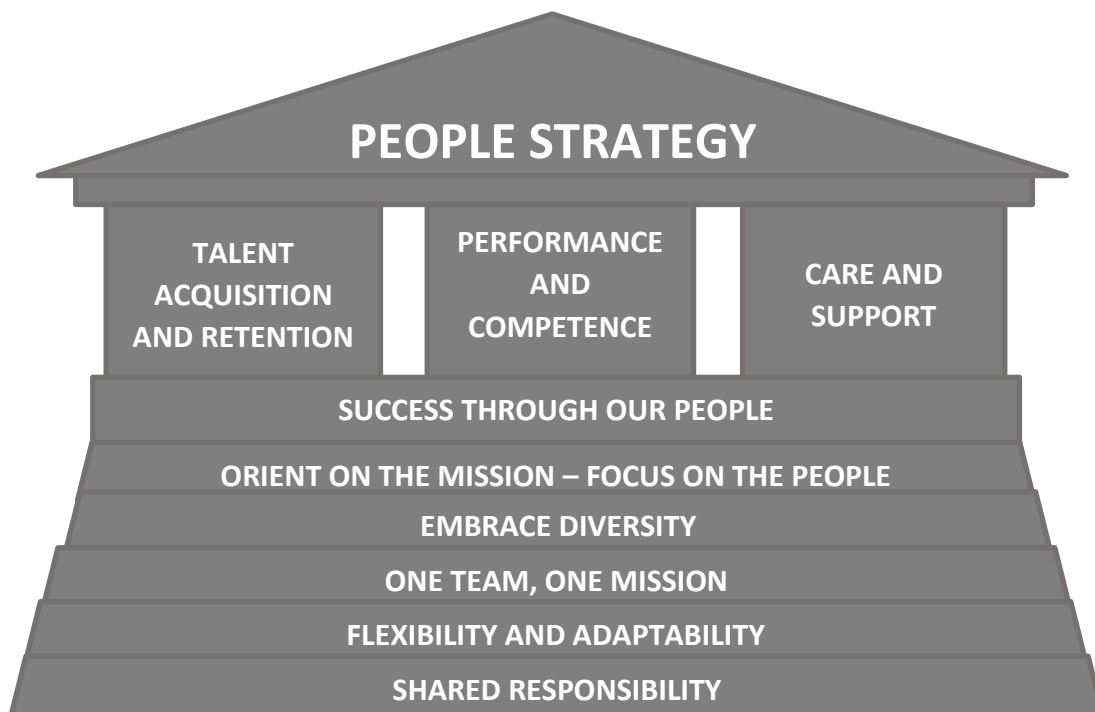 PEOPLE STRATEGY
TALENT
ACQUISITION
AND RETENTION
PERFORMANCE
AND
COMPETENCE
CARE AND
SUPPORT
SUCCESS THROUGH OUR PEOPLE
ORIENT ON THE MISSION – FOCUS ON THE PEOPLE
EMBRACE DIVERSITY
ONE TEAM, ONE MISSION
FLEXIBILITY AND ADAPTABILITY
SHARED RESPONSIBILITY